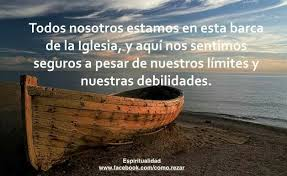 Todos nosotros estamos en esta barca
de la Iglesia, y aquí nos sentimos
seguros a pesar de nuestros límites y
nuestras debilidades.
Espiritualidad
www.facebook.com/como.rezar